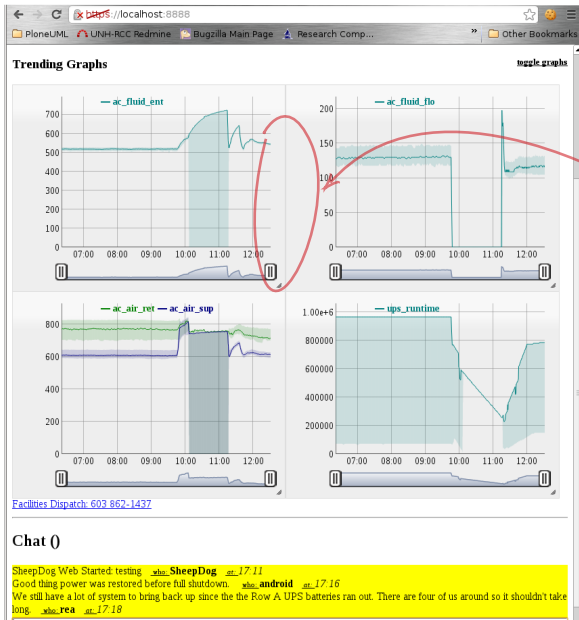 https://localhost:8888
PloneUML UNH-RCC Redmine Bugzilla Main Page Research Comp... » Other Bookmarks
Trending Graphs toggle graphs
ac_fluid_ent
700
600
500
400
300
200
100
0
07:00 08:00 09:00 10:00 11:00 12:00
ac_fluid_flo
200
150
100
50
0
07:00 08:00 09:00 10:00 11:00 12:00
ac_air_ret ac_air_sup
800
600
400
200
0
07:00 08:00 09:00 10:00 11:00 12:00
ups_runtime
1.00e+6
800000
600000
400000
200000
0
07:00 08:00 09:00 10:00 11:00 12:00
Facilities Dispatch: 603 862-1437
Chat ()
SheepDog Web Started: testing who: SheepDog at: 17:11
Good thing power was restored before full shutdown. who: android at: 17:16
We still have a lot of system to bring back up since the the Row A UPS batteries ran out. There are four of us around so it shouldn't take
long. who: rea at: 17:18